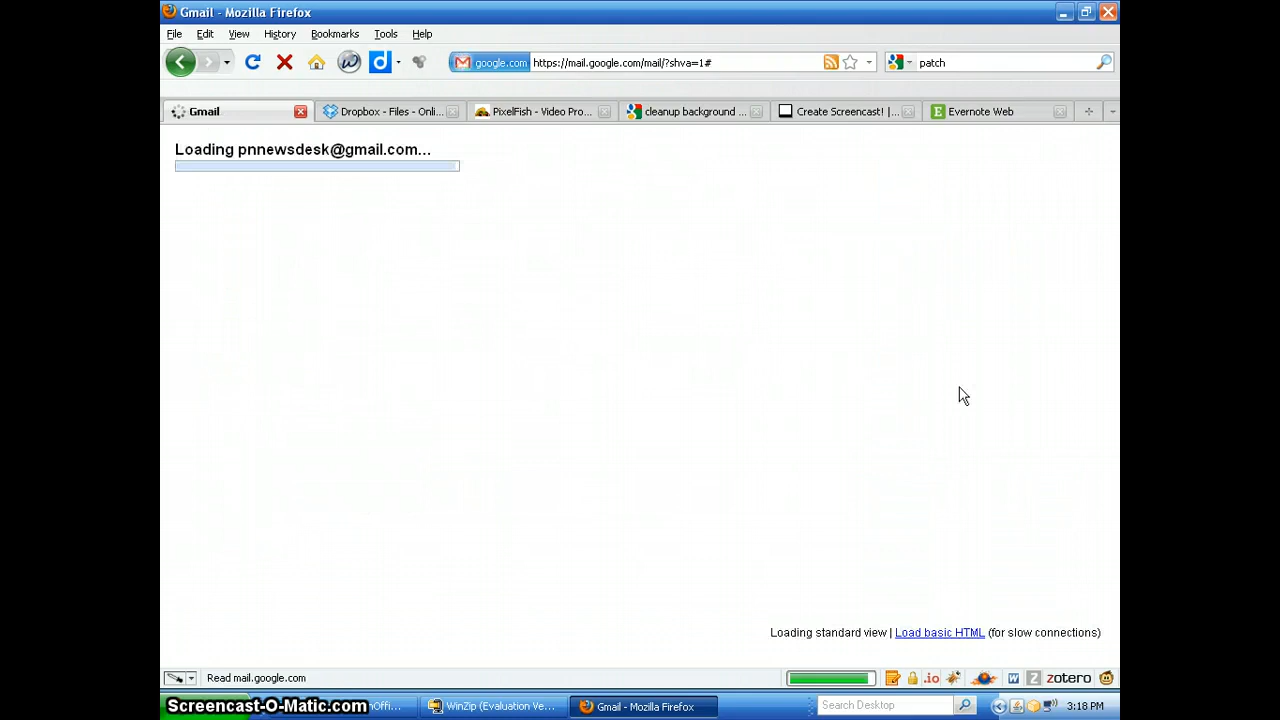 Gmail - Mozilla Firefox
File Edit View History Bookmarks Tools Help
google.com https://mail.google.com/mail/?shva=1# patch
Gmail Dropbox - Files - Onli... PixelFish - Video Pro... cleanup background ... Create Screencast! |... Evernote Web
Loading pnnewsdesk@gmail.com...
Loading standard view | Load basic HTML (for slow connections)
Read mail.google.com .io W Z zotero
Screencast-O-Matic.com nOffi... WinZip (Evaluation Ve... Gmail - Mozilla Firefox Search Desktop 3:18 PM